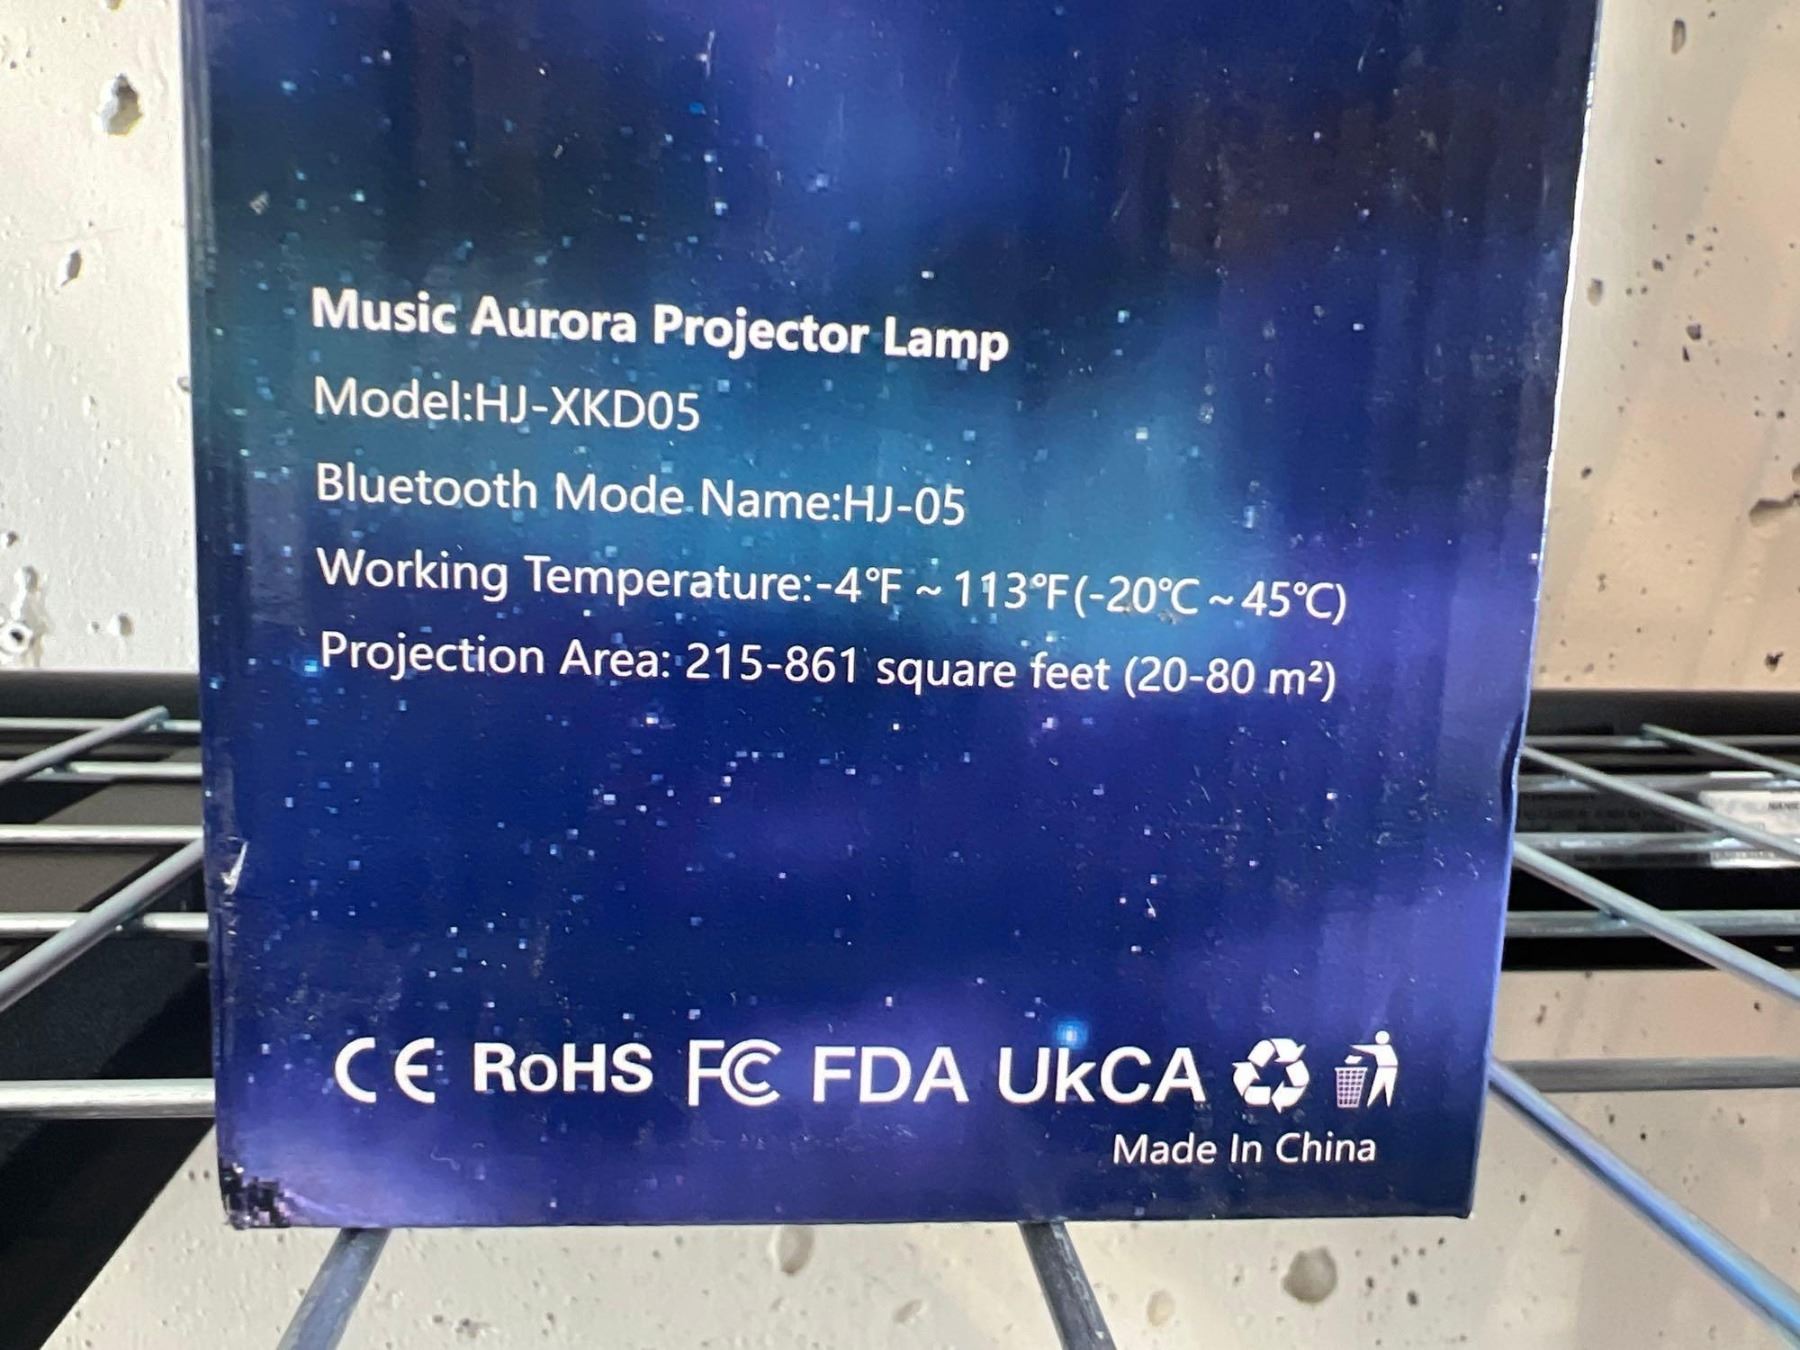 Music Aurora Projector Lamp
Model:HJ-XKD05
Bluetooth Mode Name:HJ-05
Working Temperature:-4°F ~ 113°F(-20℃ ~ 45℃)
Projection Area: 215-861 square feet (20-80 m²)
CE RoHS FC FDA UkCA
Made In China